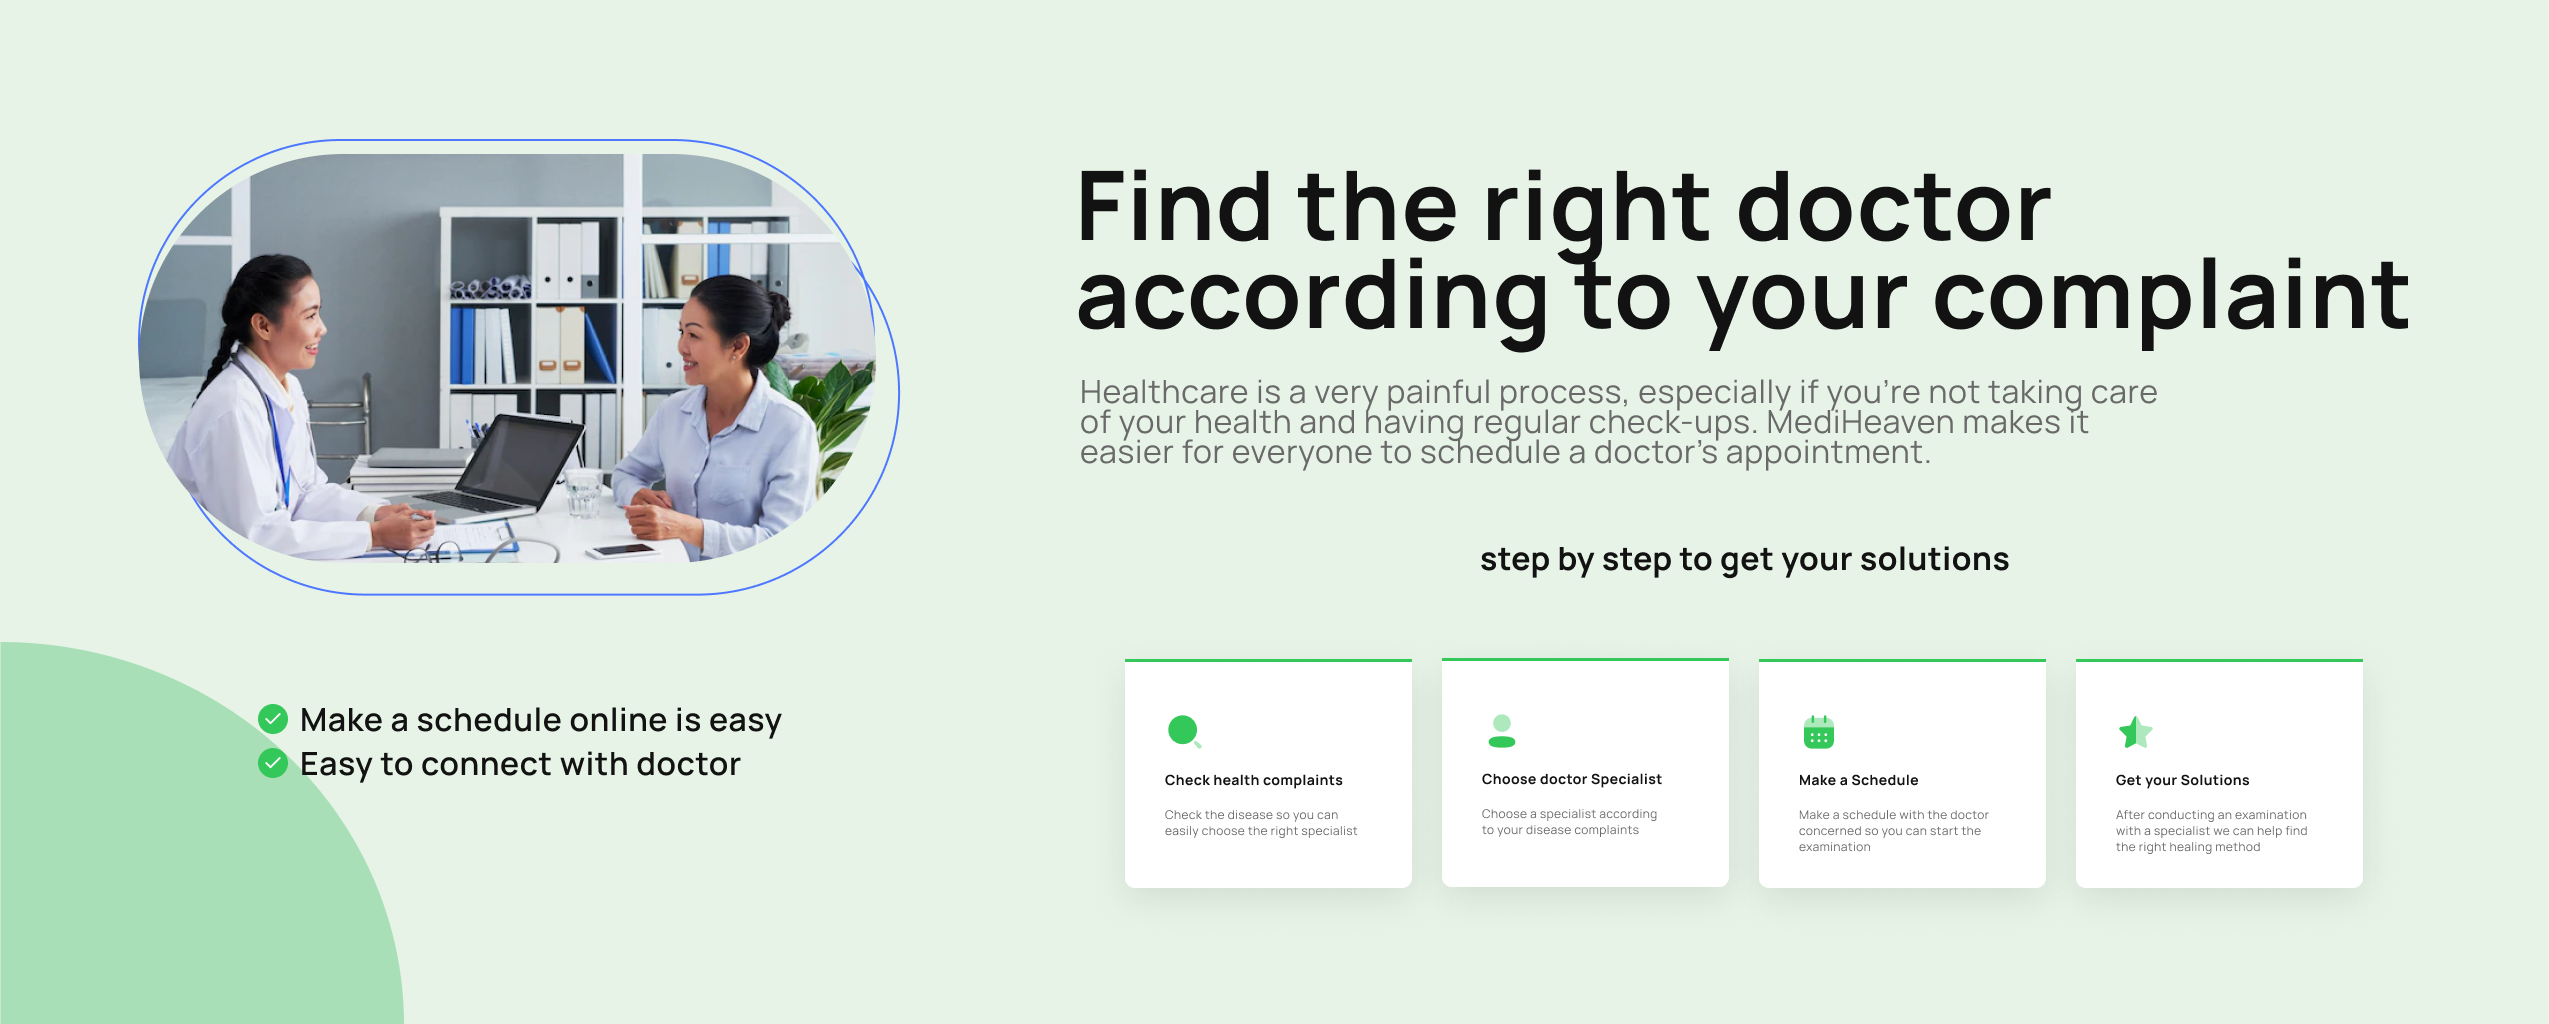 Find the right doctor
according to your complaint
Healthcare is a very painful process, especially if you’re not taking care
of your health and having regular check-ups. MediHeaven makes it
easier for everyone to schedule a doctor’s appointment.
step by step to get your solutions
Make a schedule online is easy
Easy to connect with doctor
Check health complaints
Check the disease so you can
easily choose the right specialist
Choose doctor Specialist
Choose a specialist according
to your disease complaints
Make a Schedule
Make a schedule with the doctor
concerned so you can start the
examination
Get your Solutions
After conducting an examination
with a specialist we can help find
the right healing method